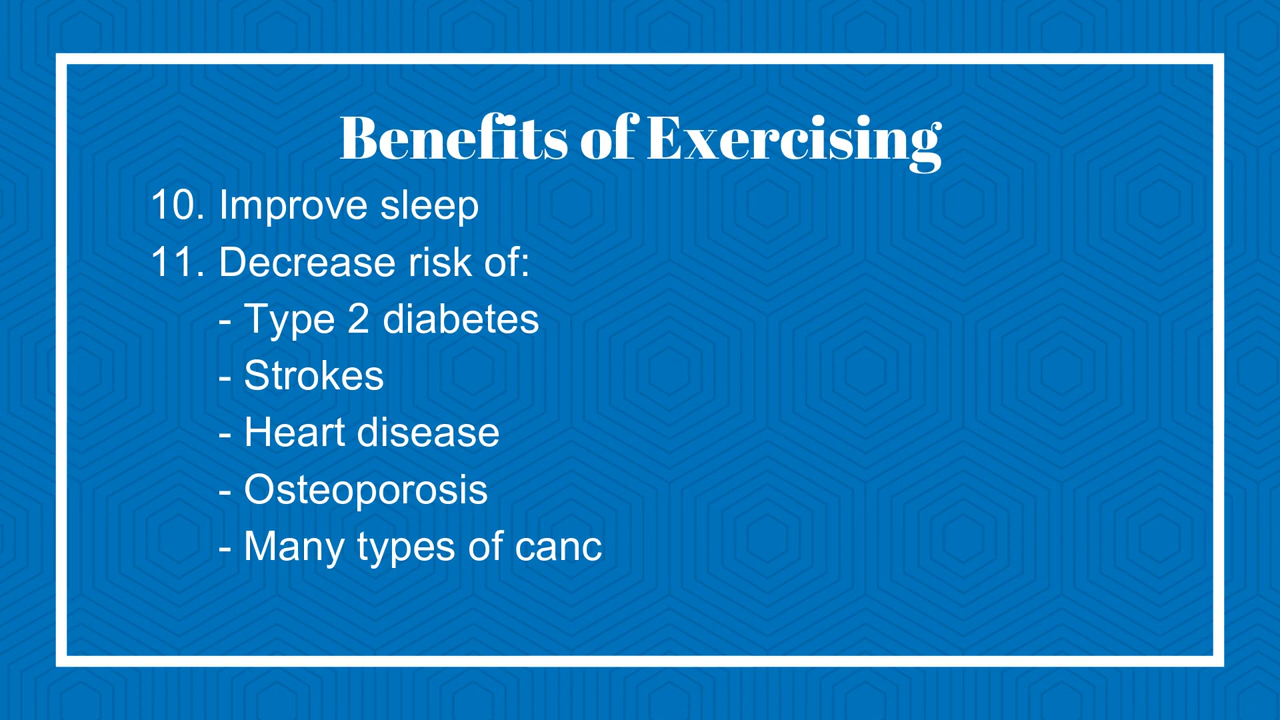 Benefits of Exercising
10. Improve sleep
11. Decrease risk of:
- Type 2 diabetes
- Strokes
- Heart disease
- Osteoporosis
- Many types of canc